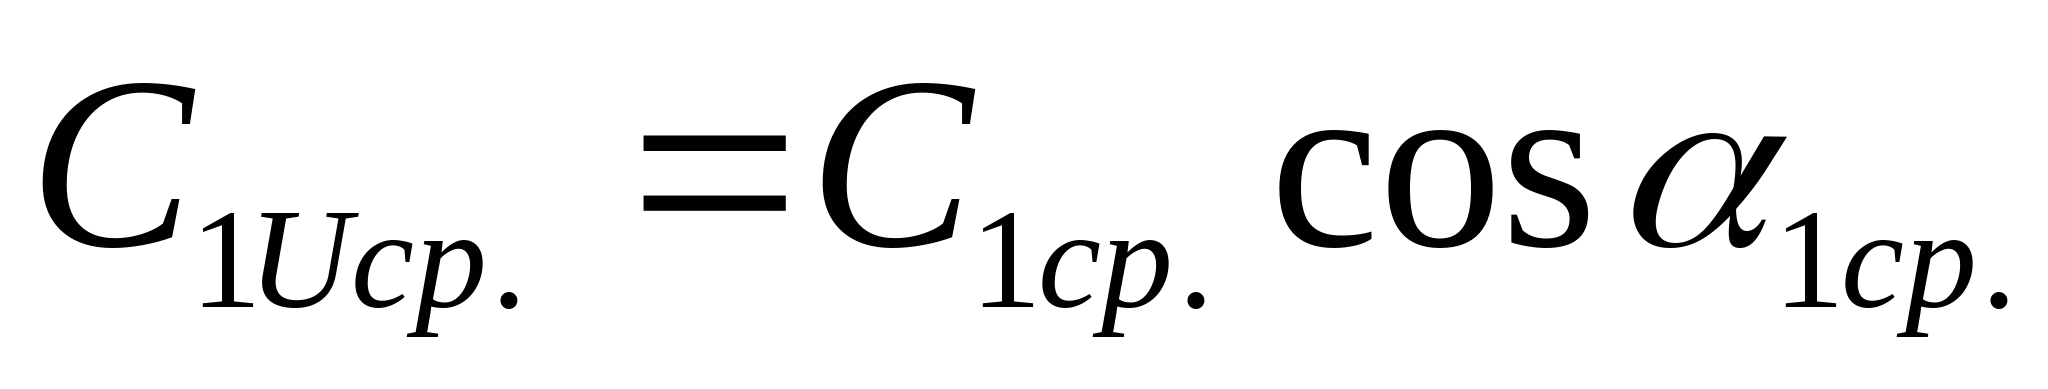 C₁Uср. = C₁ср. cos α₁ср.